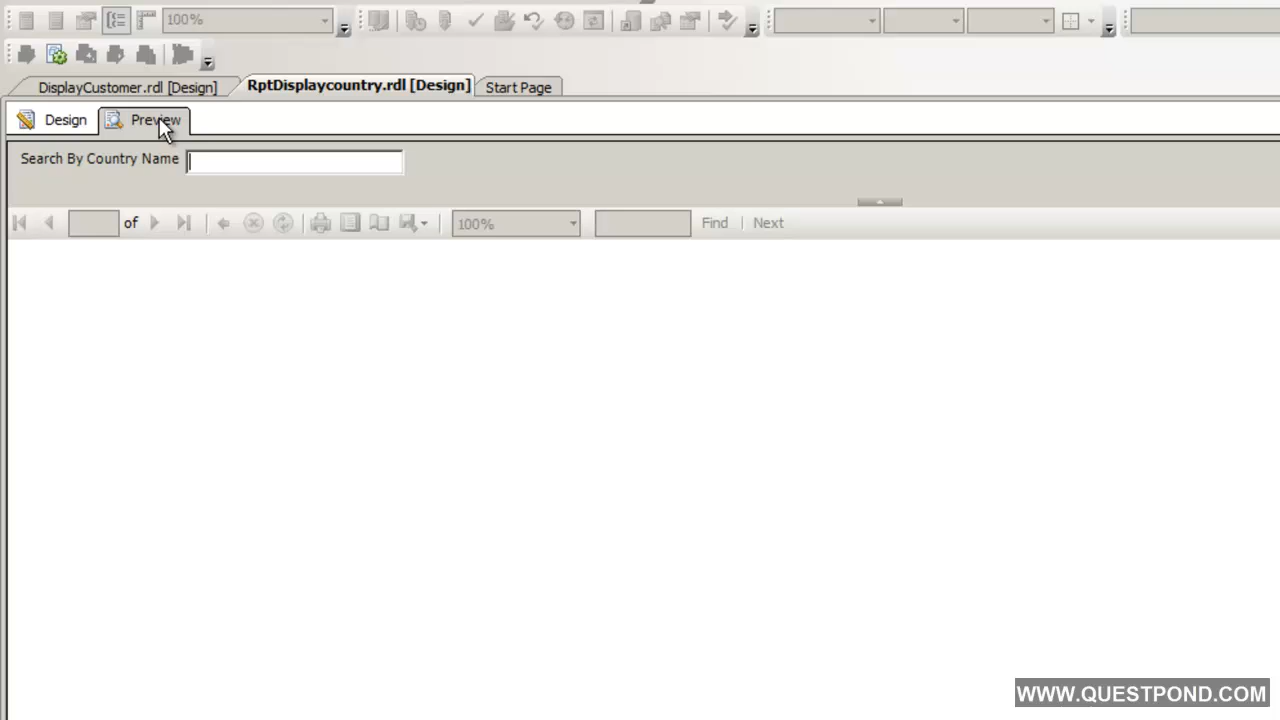 100%
DisplayCustomer.rdl [Design] RptDisplaycountry.rdl [Design] Start Page
Design Preview
Search By Country Name
of 100% Find Next
WWW.QUESTPOND.COM